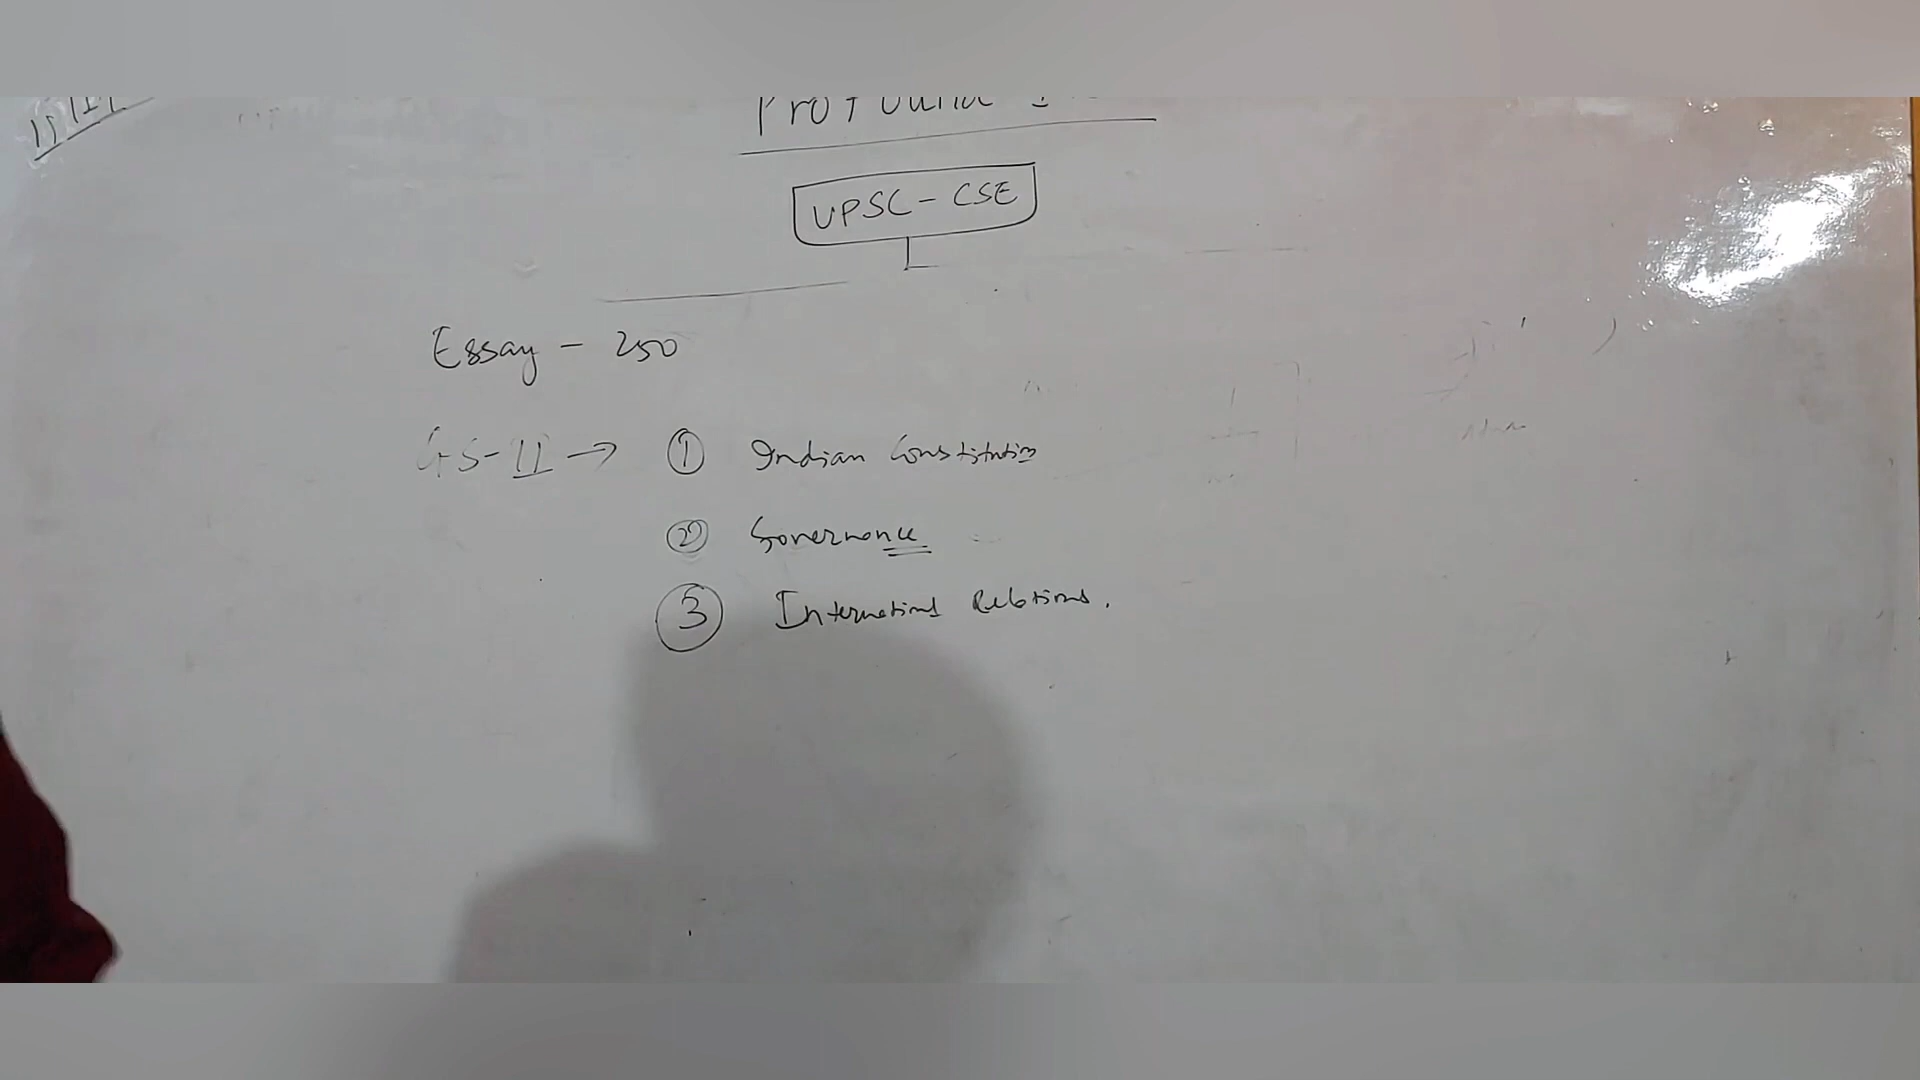 UPSC - CSE
Essay - 250
GS-II → ① Indian Constitution
② Governance
③ International Relations.